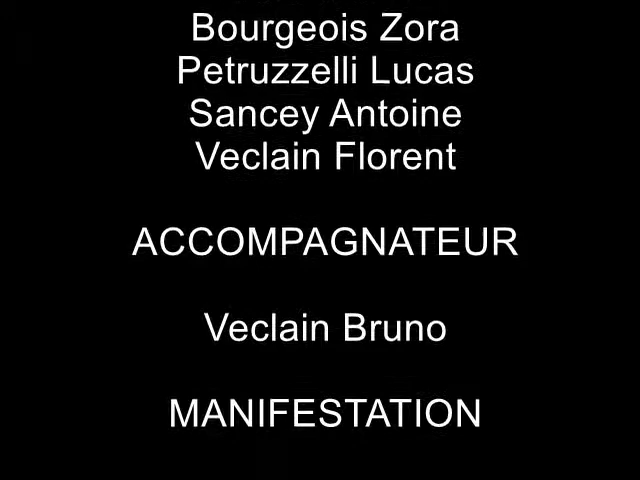 Bourgeois Zora
Petruzzelli Lucas
Sancey Antoine
Veclain Florent
ACCOMPAGNATEUR
Veclain Bruno
MANIFESTATION